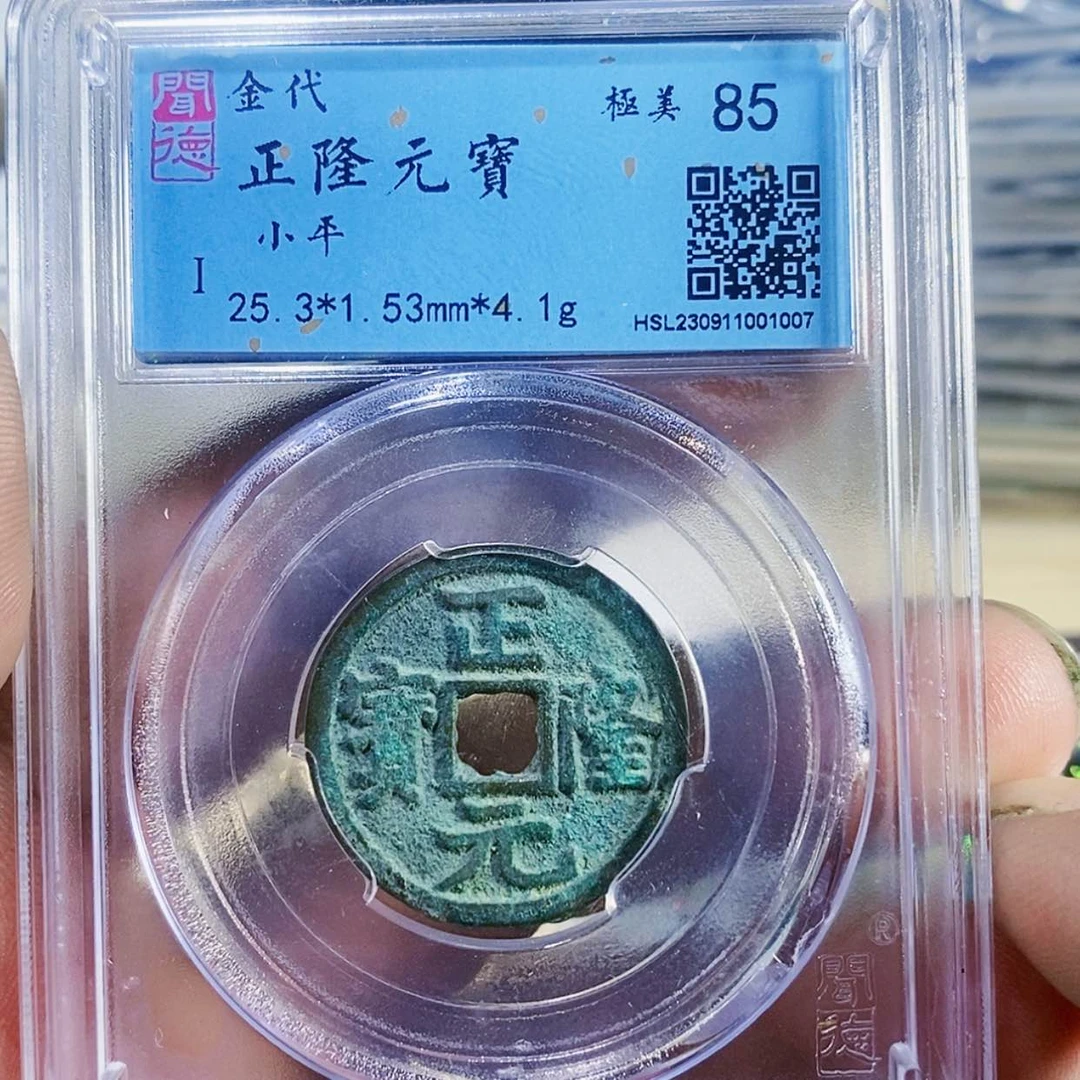 聞德
金代
極美 85
正隆元寶
小平
I
25.3*1.53mm*4.1g
HSL230911001007
正隆元寶
®
聞德